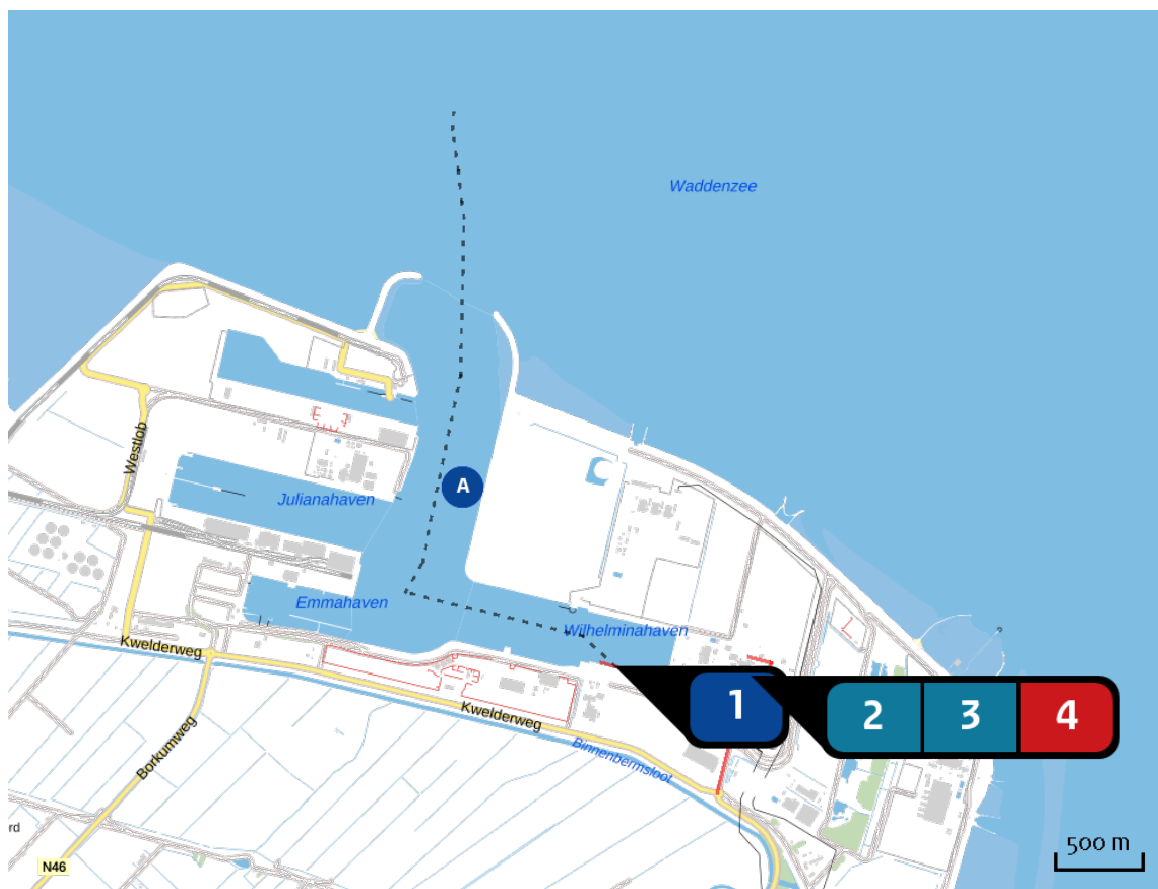 Waddenzee
Westlob
A
Julianahaven
Emmahaven
Wilhelminahaven
Kwelderweg
1
2
3
4
Kwelderweg
Borkumweg
Binnenbermsloot
rd
N46
500 m